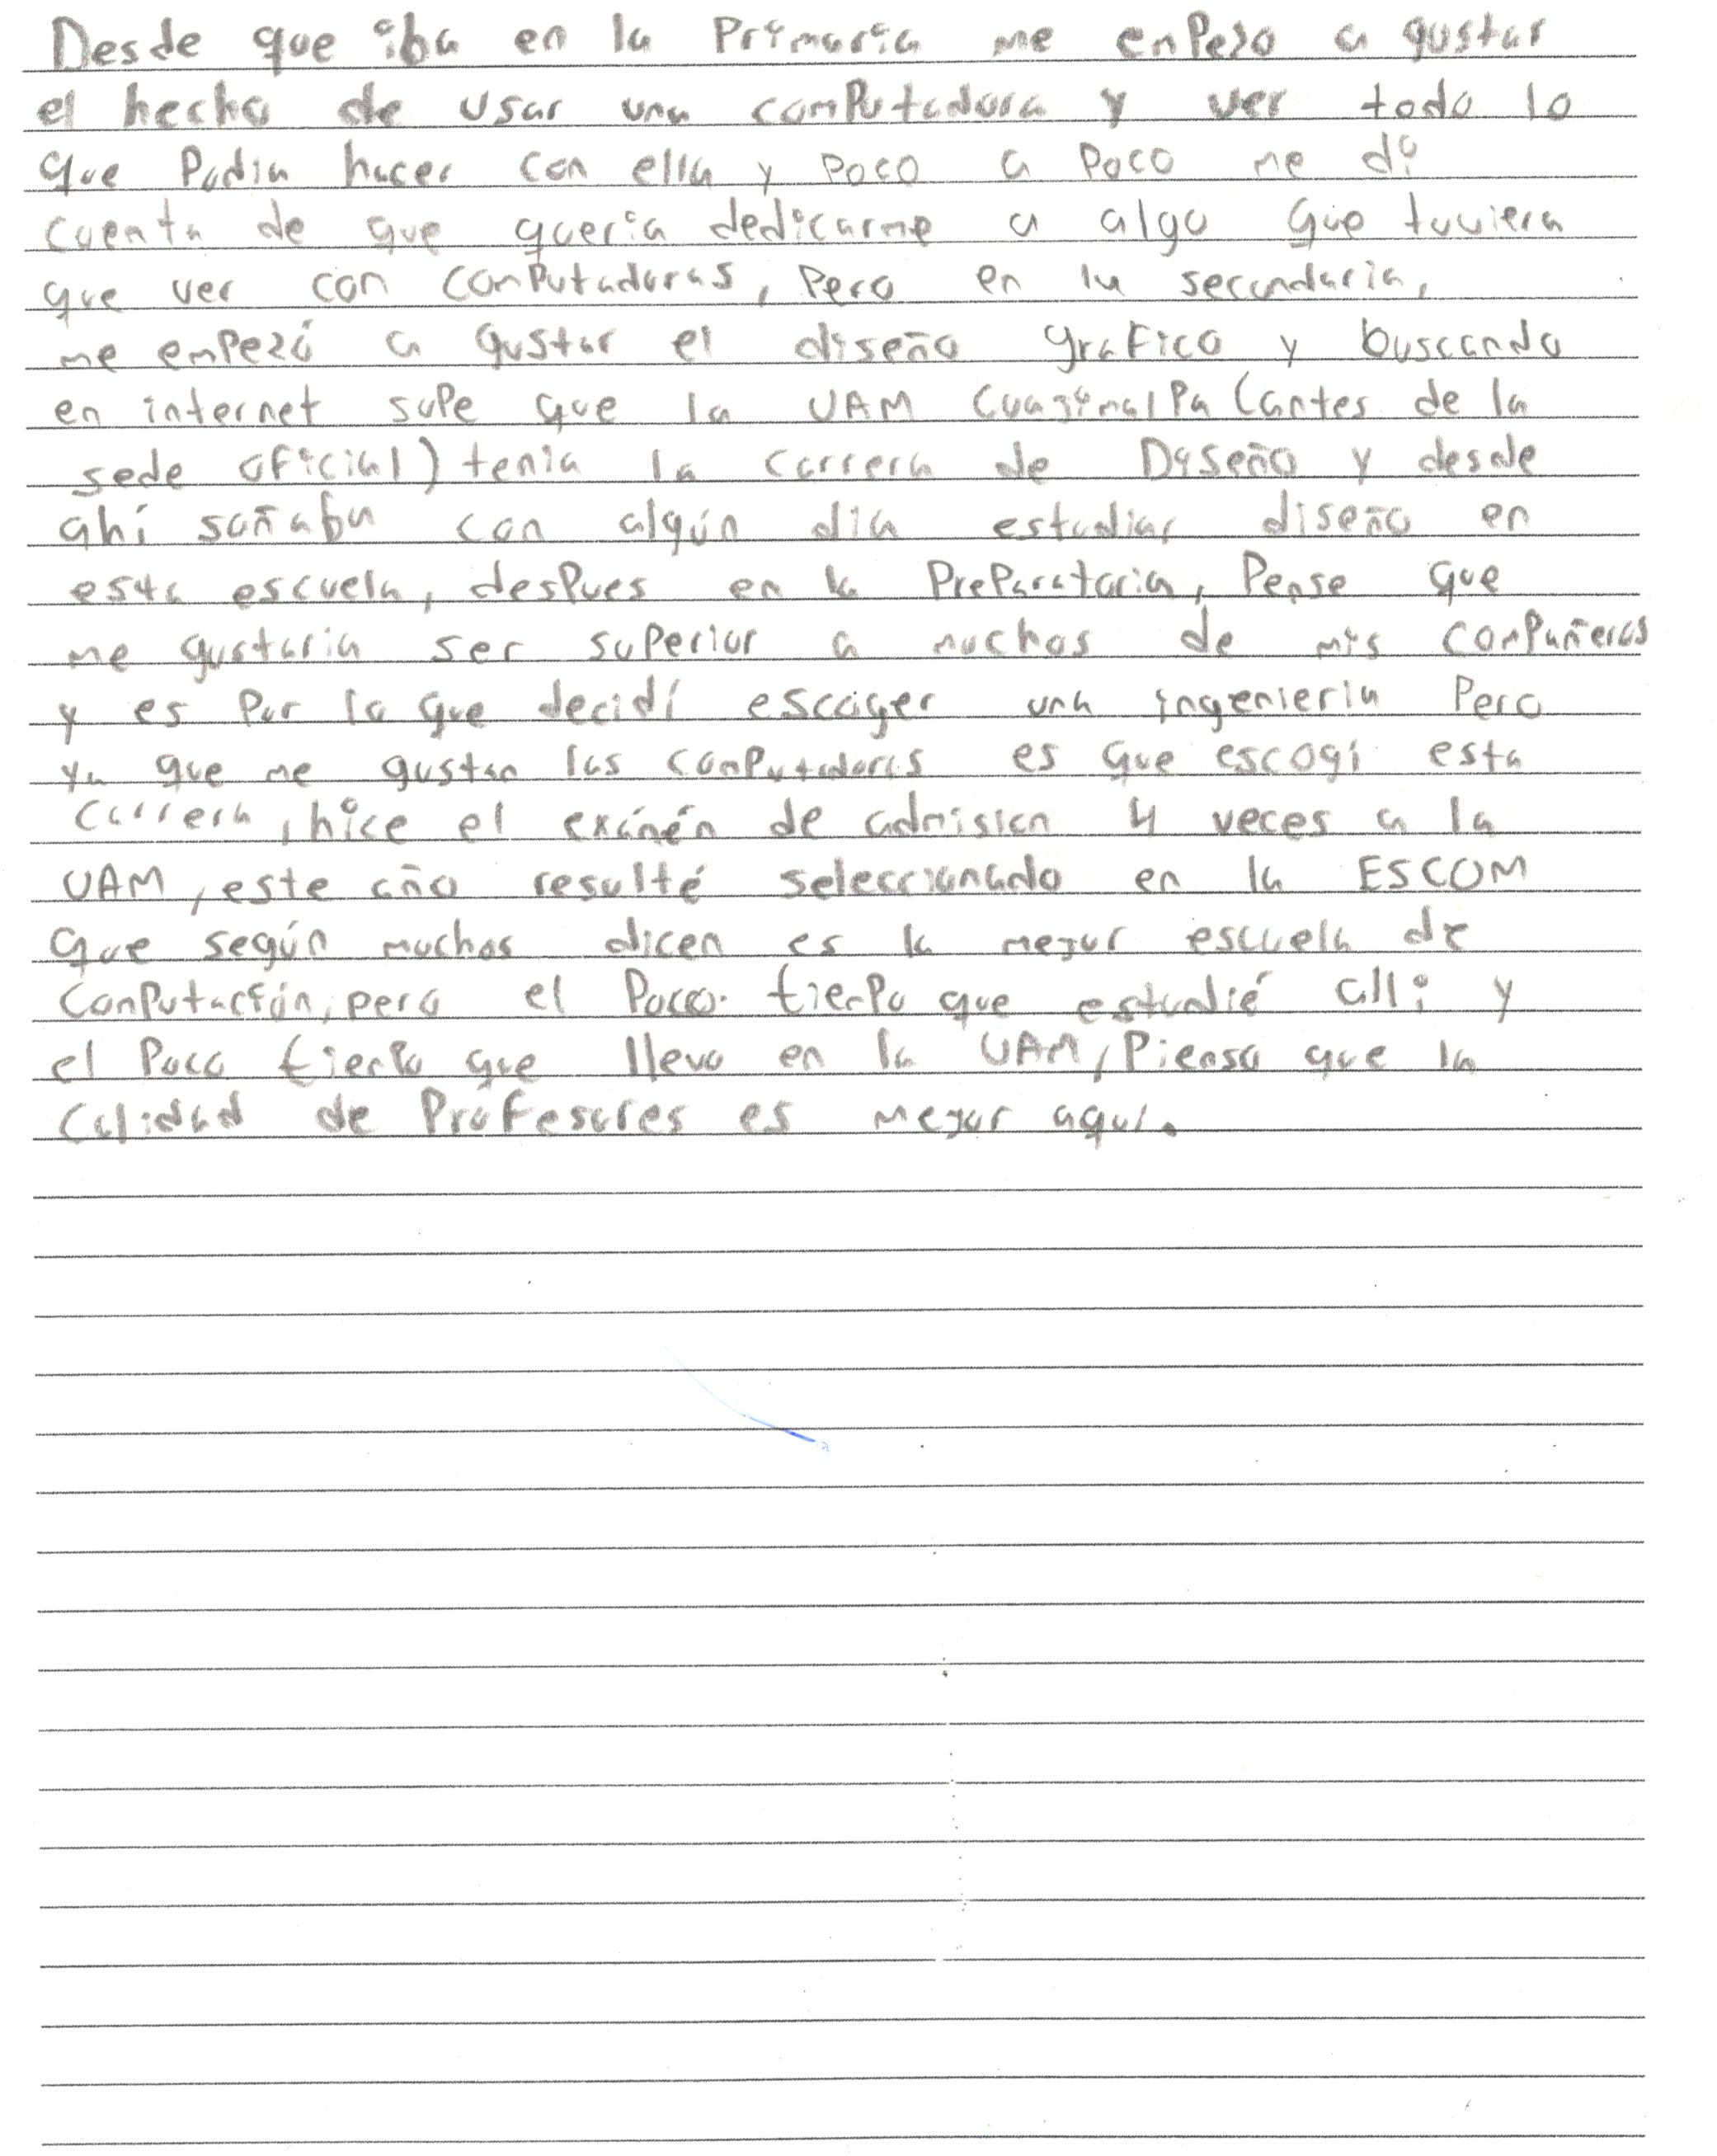 Desde que iba en la Primaria me enpezo a gustar
el hecho de usar una computadora y ver todo lo
que Podia hacer con ella y poco a poco me di
cuenta de que quería dedicarme a algo que tuviera
que ver con computadoras, pero en la secundaria,
me empezó a gustar el diseño grafico y buscando
en internet supe que la UAM Cuajimalpa (antes de la
sede oficial) tenia la carrera de Diseño y desde
ahí soñaba con algún dia estudiar diseño en
esta escuela, despues en la Preparatoria, Pense que
me gustaria ser superior a muchos de mis compañeros
y es por lo que decidí escoger una ingenieria Pero
ya que me gustan las computadoras es que escogí esta
carrera, hice el exámén de admision 4 veces a la
UAM, este año resulté seleccionado en la ESCOM
que según muchos dicen es la mejor escuela de
Computación, pero el Poco tiempo que estudié alli y
el Poco tiempo que llevo en la UAM, Pienso que la
calidad de Profesores es mejor aquí.